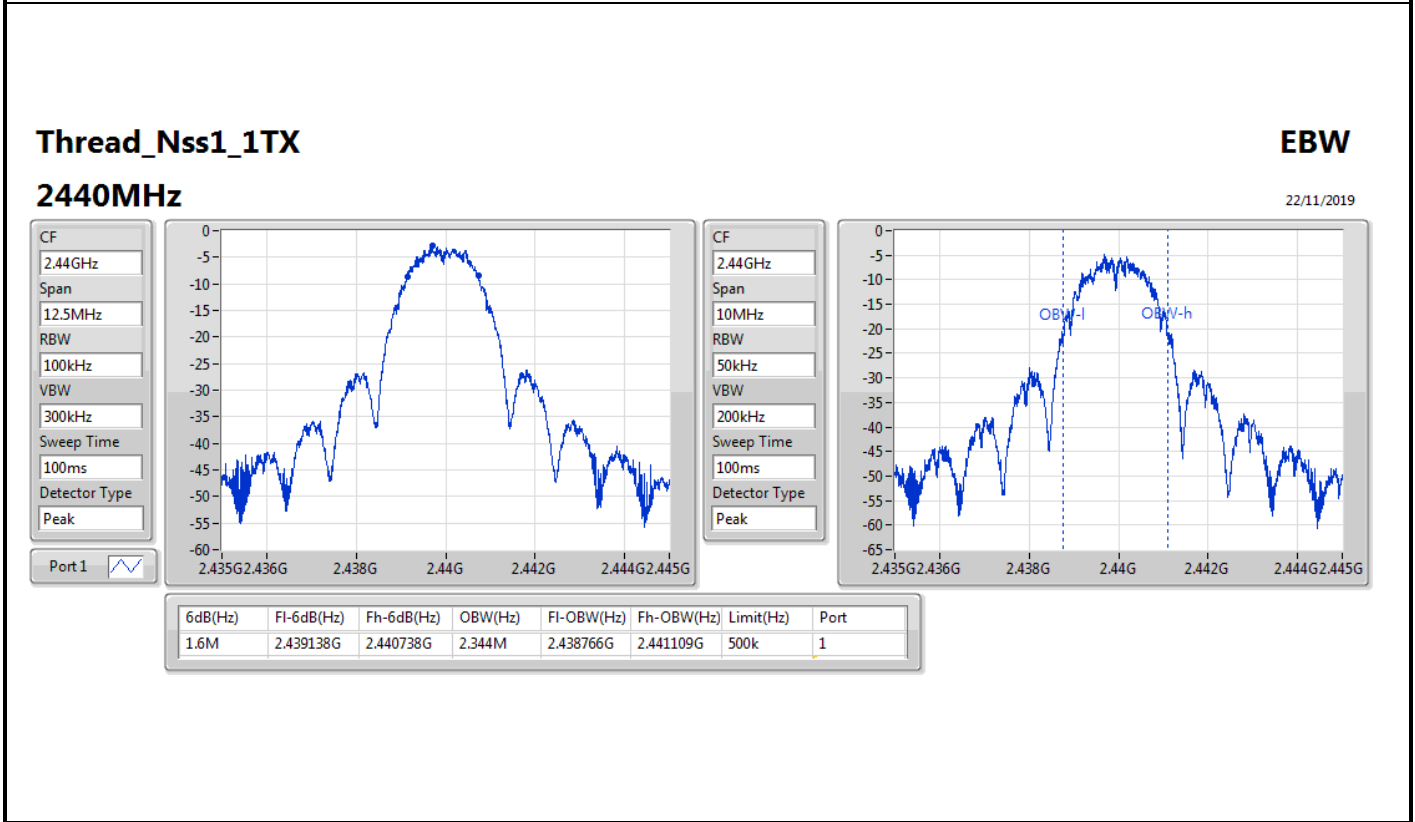 Thread_Nss1_1TX
EBW
2440MHz
22/11/2019
CF
2.44GHz
Span
12.5MHz
RBW
100kHz
VBW
300kHz
Sweep Time
100ms
Detector Type
Peak
Port 1
0
-5
-10
-15
-20
-25
-30
-35
-40
-45
-50
-55
-60
2.435G 2.436G 2.438G 2.44G 2.442G 2.444G 2.445G
CF
2.44GHz
Span
10MHz
RBW
50kHz
VBW
200kHz
Sweep Time
100ms
Detector Type
Peak
0
-5
-10
-15
-20
-25
-30
-35
-40
-45
-50
-55
-60
-65
OBW-l OBW-h
2.435G 2.436G 2.438G 2.44G 2.442G 2.444G 2.445G
6dB(Hz) Fl-6dB(Hz) Fh-6dB(Hz) OBW(Hz) Fl-OBW(Hz) Fh-OBW(Hz) Limit(Hz) Port
1.6M 2.439138G 2.440738G 2.344M 2.438766G 2.441109G 500k 1